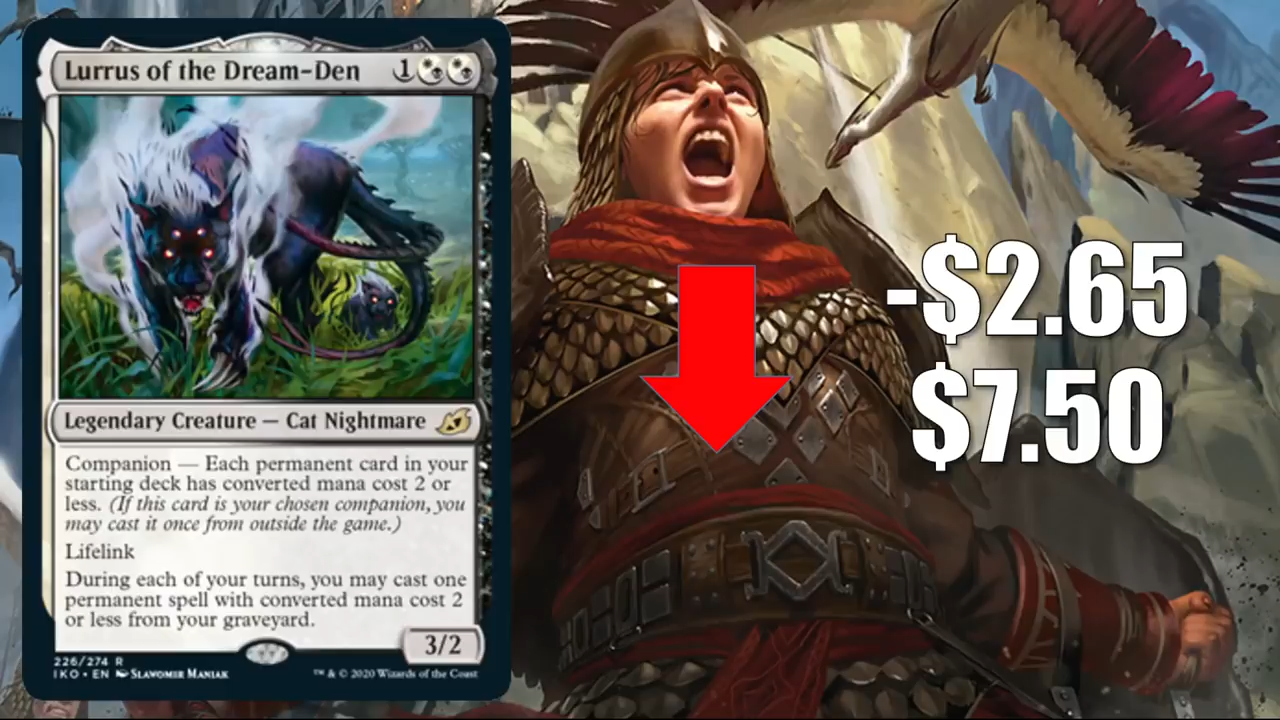 Lurrus of the Dream-Den 1
Legendary Creature — Cat Nightmare
Companion — Each permanent card in your
starting deck has converted mana cost 2 or
less. (If this card is your chosen companion, you
may cast it once from outside the game.)
Lifelink
During each of your turns, you may cast one
permanent spell with converted mana cost 2
or less from your graveyard.
3/2
226/274 R
IKO • EN SLAWOMIR MANIAK
™ & © 2020 Wizards of the Coast
-$2.65
$7.50